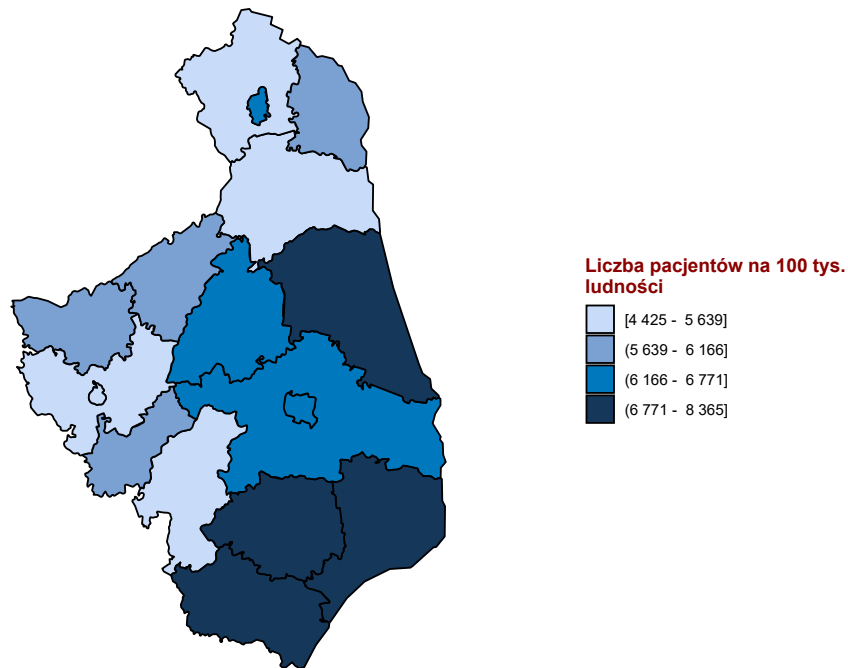 Liczba pacjentów na 100 tys.
ludności
[4 425 - 5 639]
(5 639 - 6 166]
(6 166 - 6 771]
(6 771 - 8 365]